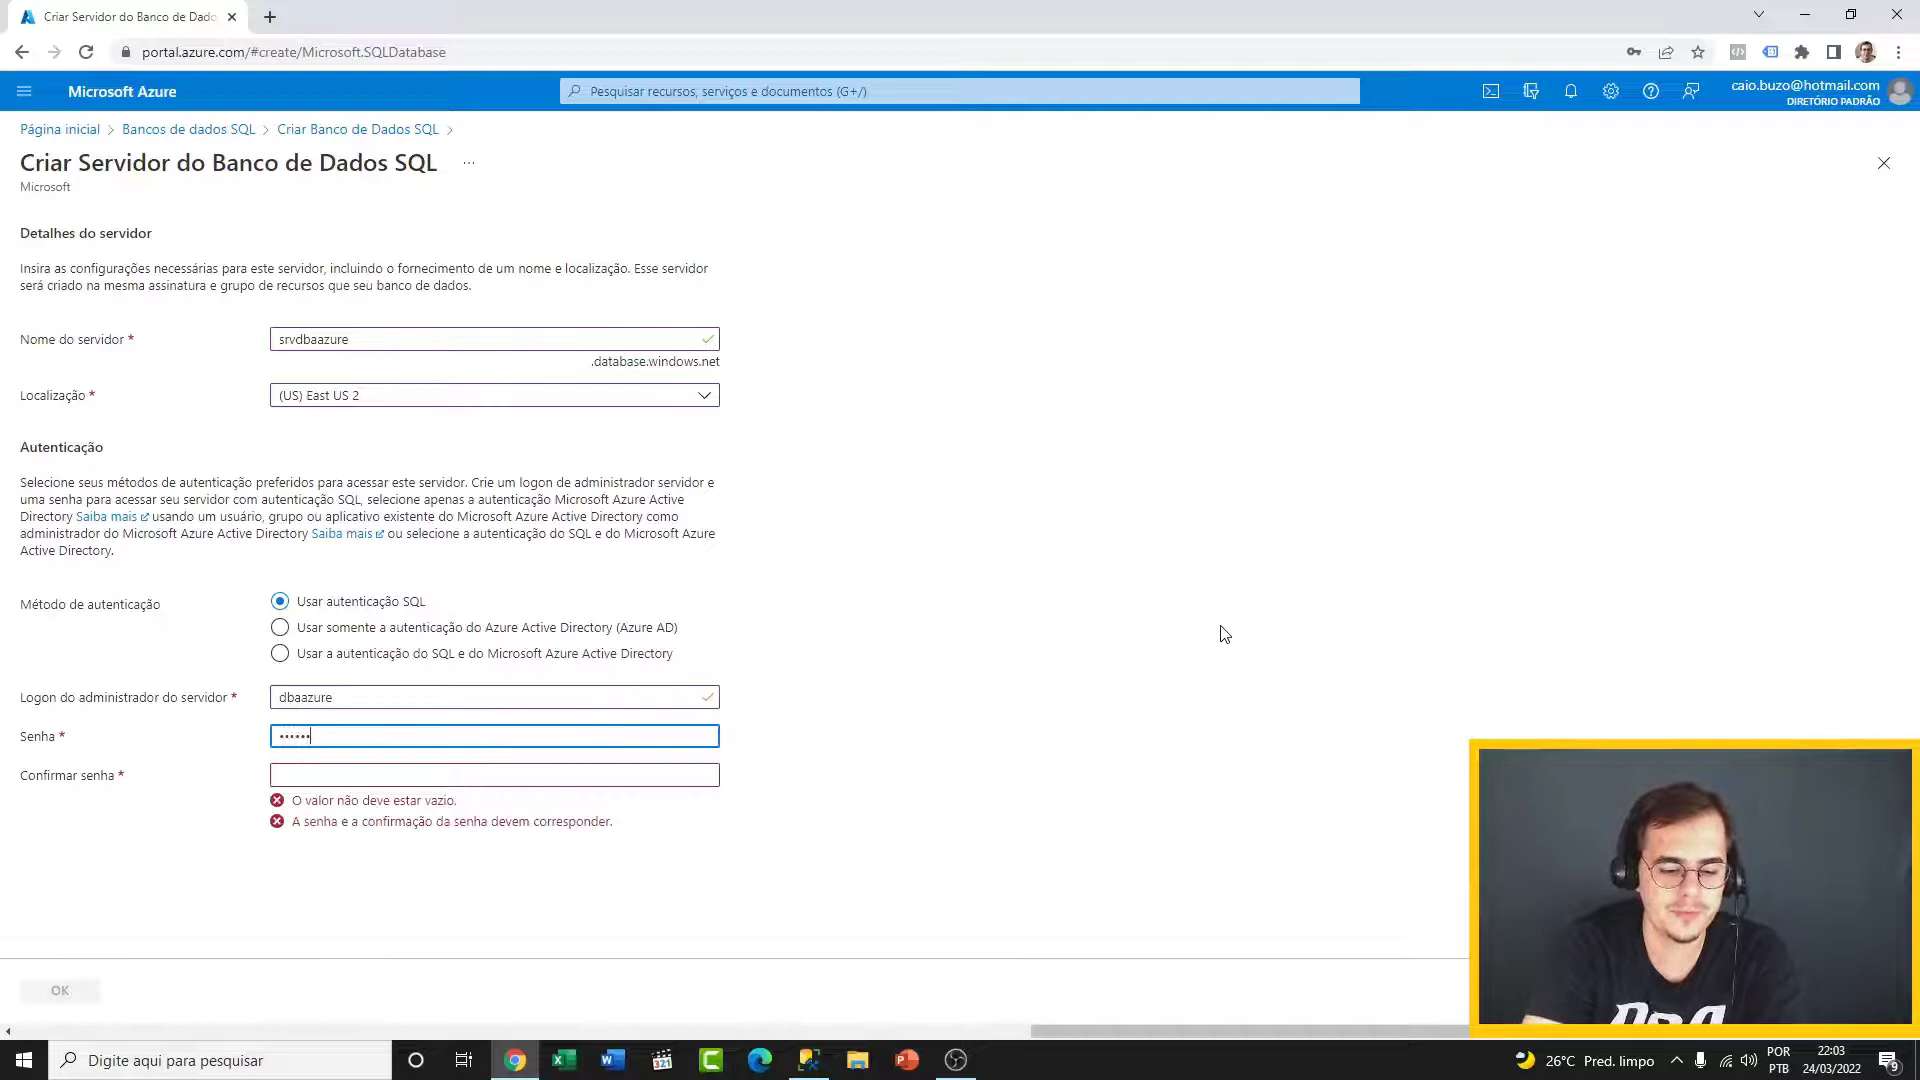 Criar Servidor do Banco de Dado
portal.azure.com/#create/Microsoft.SQLDatabase
Microsoft Azure
Pesquisar recursos, serviços e documentos (G+/)
caio.buzo@hotmail.com
DIRETÓRIO PADRÃO
Página inicial > Bancos de dados SQL > Criar Banco de Dados SQL >
Criar Servidor do Banco de Dados SQL ...
Microsoft
Detalhes do servidor
Insira as configurações necessárias para este servidor, incluindo o fornecimento de um nome e localização. Esse servidor
será criado na mesma assinatura e grupo de recursos que seu banco de dados.
Nome do servidor *
srvdbaazure
.database.windows.net
Localização *
(US) East US 2
Autenticação
Selecione seus métodos de autenticação preferidos para acessar este servidor. Crie um logon de administrador servidor e
uma senha para acessar seu servidor com autenticação SQL, selecione apenas a autenticação Microsoft Azure Active
Directory Saiba mais usando um usuário, grupo ou aplicativo existente do Microsoft Azure Active Directory como
administrador do Microsoft Azure Active Directory Saiba mais ou selecione a autenticação do SQL e do Microsoft Azure
Active Directory.
Método de autenticação
Usar autenticação SQL
Usar somente a autenticação do Azure Active Directory (Azure AD)
Usar a autenticação do SQL e do Microsoft Azure Active Directory
Logon do administrador do servidor *
dbaazure
Senha *
••••••
Confirmar senha *
O valor não deve estar vazio.
A senha e a confirmação da senha devem corresponder.
OK
Digite aqui para pesquisar
321
26°C Pred. limpo
POR
PTB
22:03
24/03/2022
9